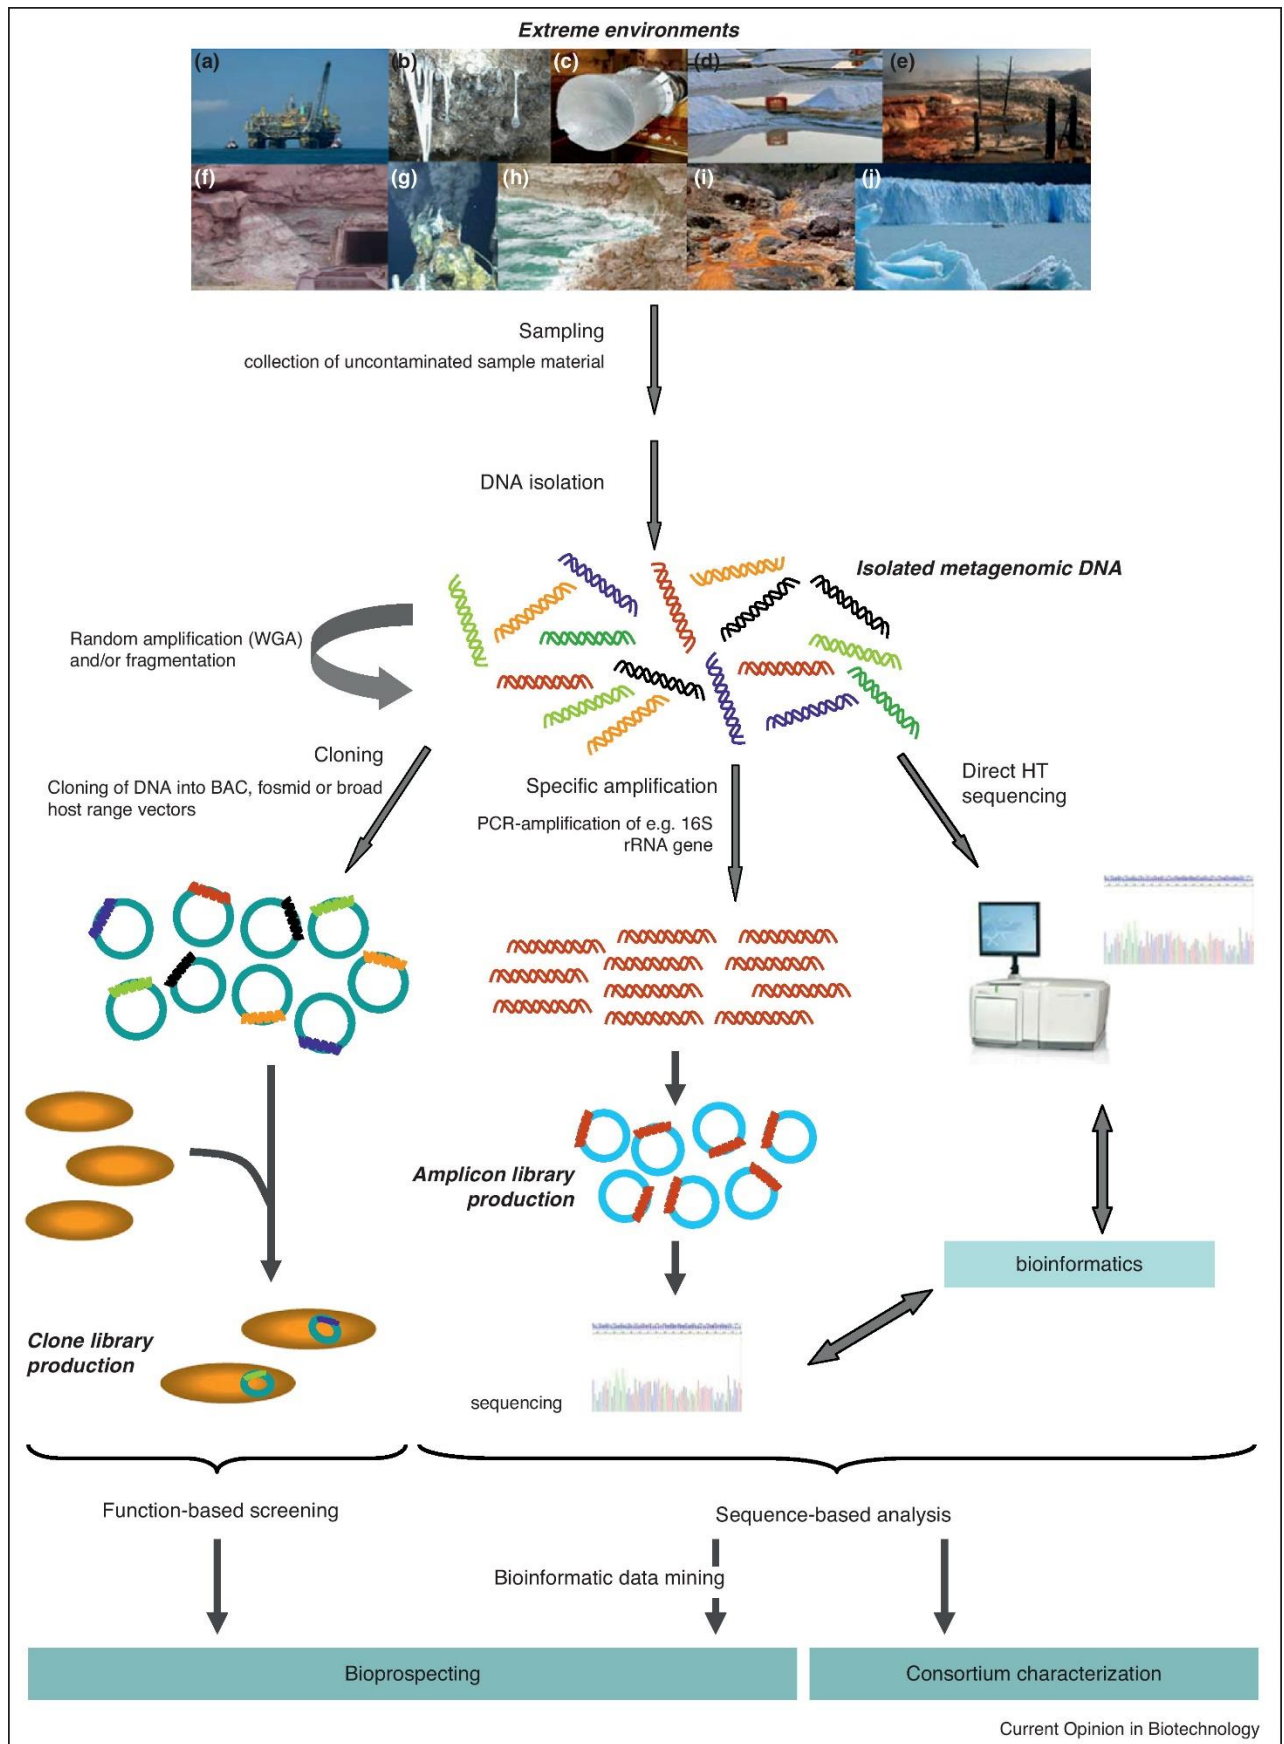 Extreme environments
(a)
(b)
(c)
(d)
(e)
(f)
(g)
(h)
(i)
(j)
Sampling
collection of uncontaminated sample material
DNA isolation
Isolated metagenomic DNA
Random amplification (WGA)
and/or fragmentation
Cloning
Cloning of DNA into BAC, fosmid or broad
host range vectors
Specific amplification
PCR-amplification of e.g. 16S
rRNA gene
Direct HT
sequencing
Amplicon library
production
bioinformatics
Clone library
production
sequencing
Function-based screening
Sequence-based analysis
Bioinformatic data mining
Bioprospecting
Consortium characterization
Current Opinion in Biotechnology